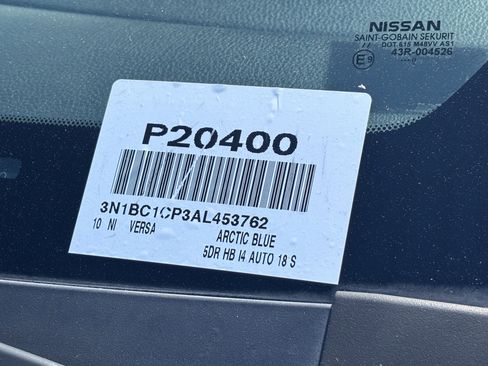 NISSAN
SAINT-GOBAIN SEKURIT
DOT 615 M48VV AS1
43R-004526
E9
P20400
3N1BC1CP3AL453762
10 NI VERSA ARCTIC BLUE
5DR HB I4 AUTO 18 S